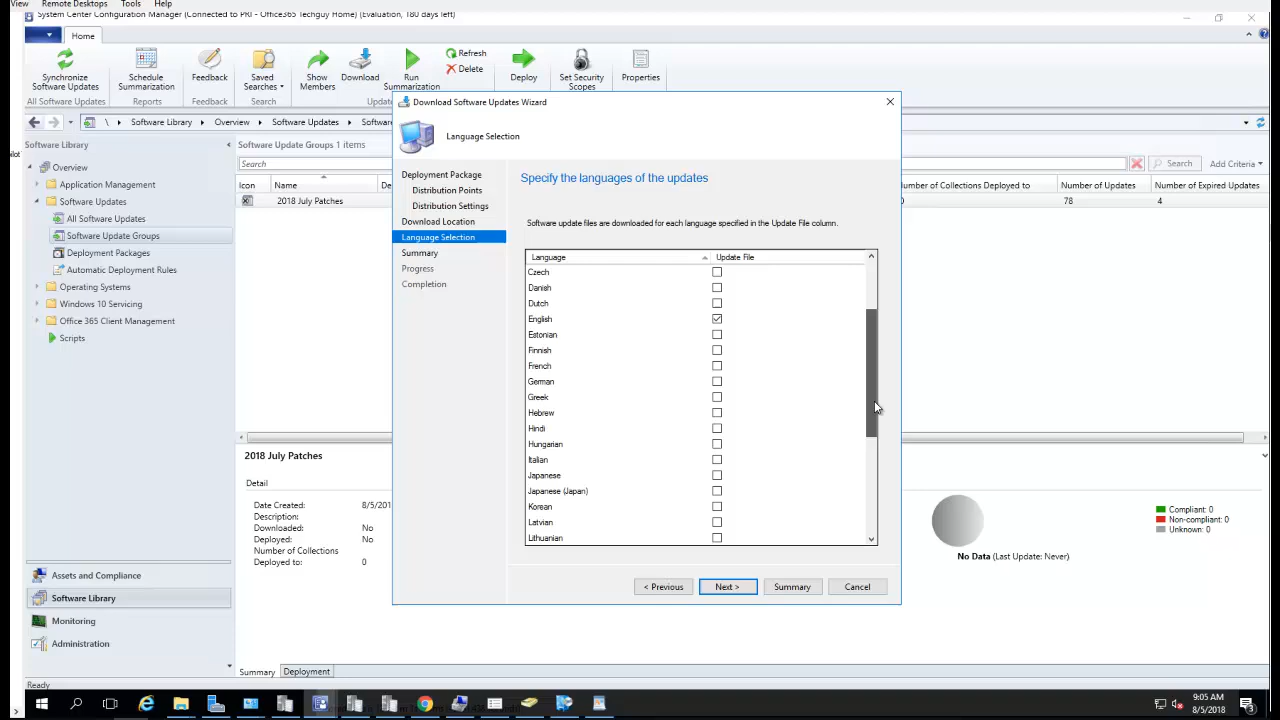 View Remote Desktops Tools Help
System Center Configuration Manager (Connected to PRI - Office365 Techguy Home) (Evaluation, 180 days left)
Home
Synchronize Software Updates
Schedule Summarization
Feedback
Saved Searches
Show Members
Download
Run Summarization
Refresh
Delete
Deploy
Set Security Scopes
Properties
All Software Updates
Reports
Feedback
Search
\ Software Library Overview Software Updates
Search
Add Criteria
Software Library
Overview
Application Management
Software Updates
All Software Updates
Software Update Groups
Deployment Packages
Automatic Deployment Rules
Operating Systems
Windows 10 Servicing
Office 365 Client Management
Scripts
Assets and Compliance
Software Library
Monitoring
Administration
Ready
Software Update Groups 1 items
Search
Icon Name
Number of Updates Number of Expired Updates
2018 July Patches
78 4
Download Software Updates Wizard
Language Selection
Deployment Package
Distribution Points
Distribution Settings
Download Location
Language Selection
Summary
Progress
Completion
Specify the languages of the updates
Software update files are downloaded for each language specified in the Update File column.
Language Update File
Czech
Danish
Dutch
English
Estonian
Finnish
French
German
Greek
Hebrew
Hindi
Hungarian
Italian
Japanese
Japanese (Japan)
Korean
Latvian
Lithuanian
< Previous
Next >
Summary
Cancel
2018 July Patches
Detail
Date Created: 8/5/201
Description:
Downloaded: No
Deployed: No
Number of Collections
Deployed to: 0
Compliant: 0
Non-compliant: 0
Unknown: 0
No Data (Last Update: Never)
Summary Deployment
9:05 AM
8/5/2018